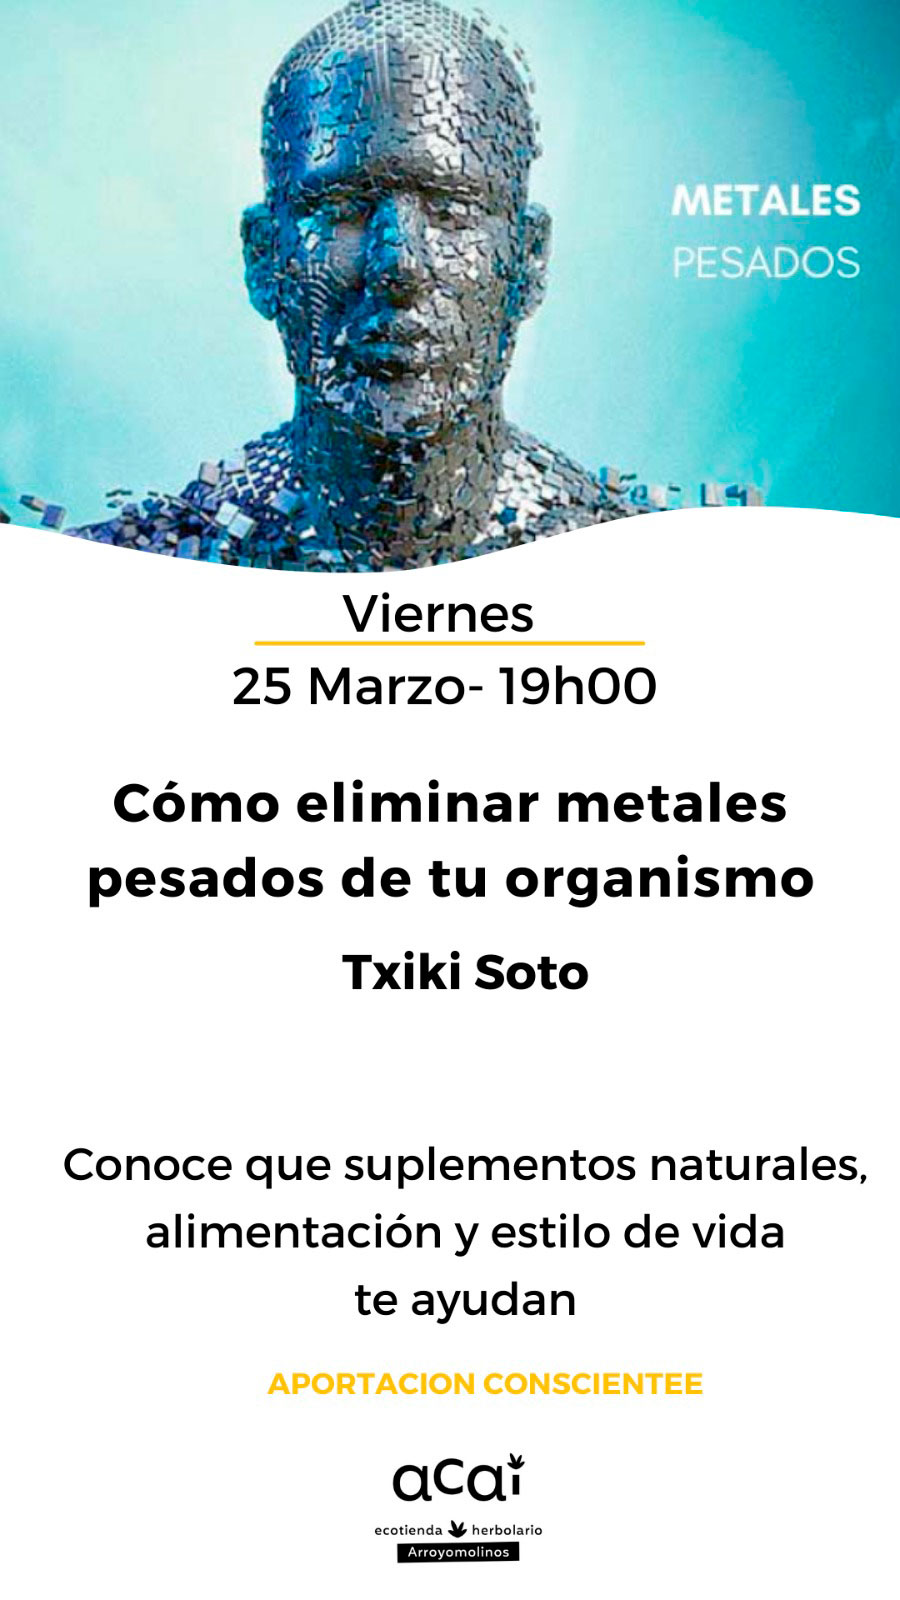 METALES
PESADOS
Viernes
25 Marzo- 19h00
Cómo eliminar metales
pesados de tu organismo
Txiki Soto
Conoce que suplementos naturales,
alimentación y estilo de vida
te ayudan
APORTACION CONSCIENTEE
acai
ecotienda herbolario
Arroyomolinos